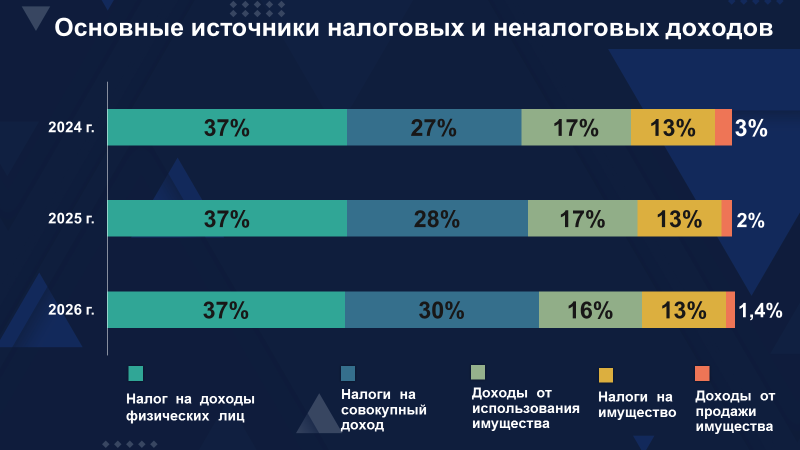 Основные источники налоговых и неналоговых доходов
2024 г.
37%
27%
17%
13%
3%
2025 г.
37%
28%
17%
13%
2%
2026 г.
37%
30%
16%
13%
1,4%
Налог на доходы
физических лиц
Налоги на
совокупный
доход
Доходы от
использования
имущества
Налоги на
имущество
Доходы от
продажи
имущества